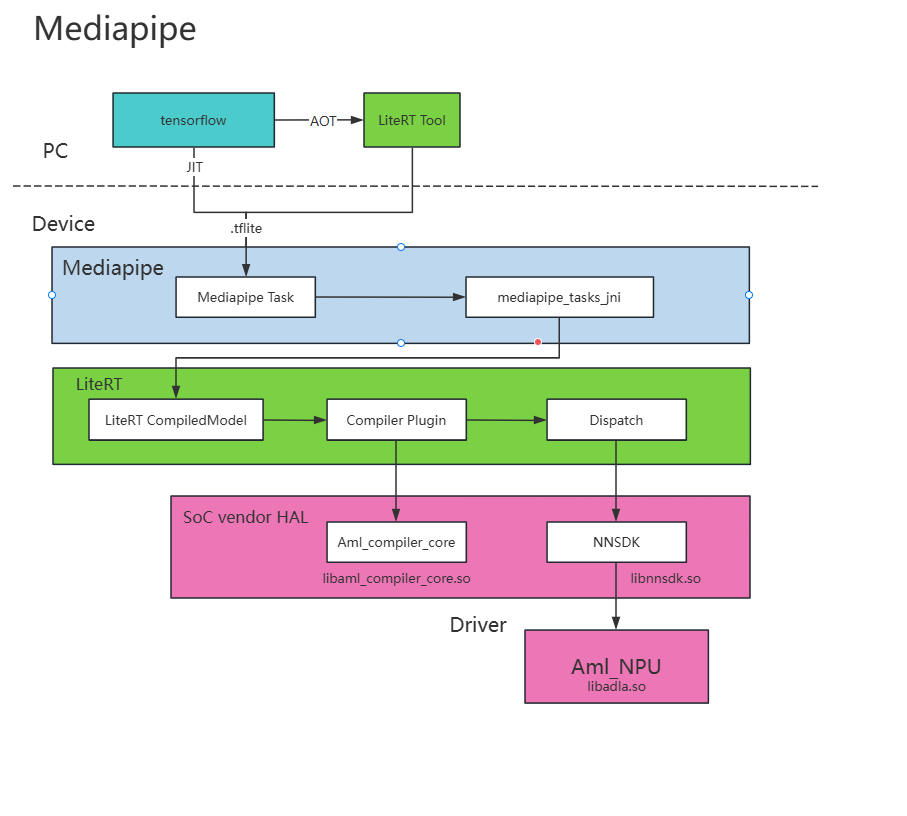 Mediapipe
tensorflow
AOT
LiteRT Tool
PC
JIT
Device
.tflite
Mediapipe
Mediapipe Task
mediapipe_tasks_jni
LiteRT
LiteRT CompiledModel
Compiler Plugin
Dispatch
SoC vendor HAL
Aml_compiler_core
NNSDK
libaml_compiler_core.so
libnnsdk.so
Driver
Aml_NPU
libadla.so